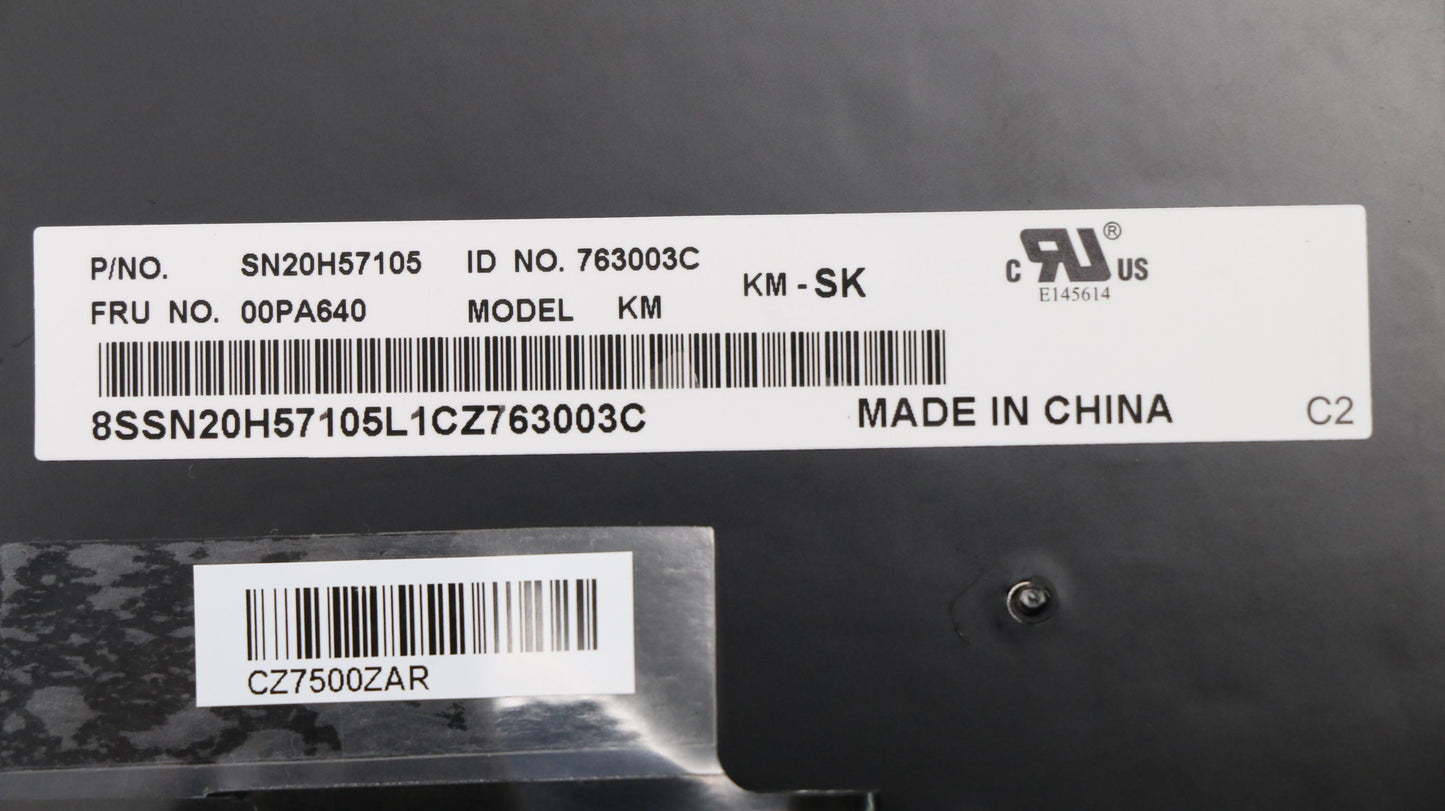 P/NO. SN20H57105 ID NO. 763003C
FRU NO. 00PA640 MODEL KM KM - SK
C RU ® US
E145614
8SSN20H57105L1CZ763003C MADE IN CHINA C2
CZ7500ZAR